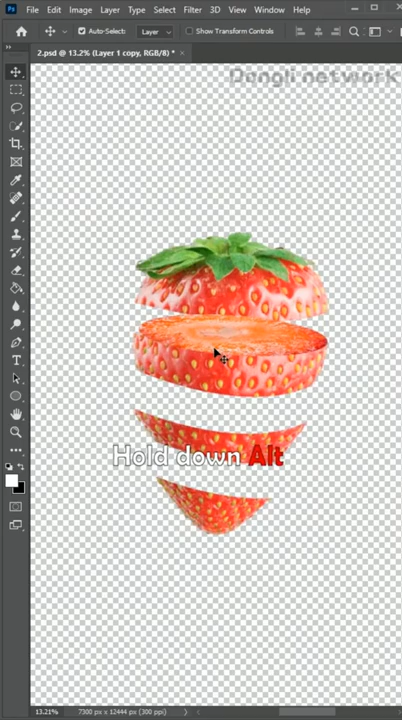 Ps File Edit Image Layer Type Select Filter 3D View Window Help
Auto-Select: Layer Show Transform Controls
2.psd @ 13.2% (Layer 1 copy, RGB/8) * ×
Dongli network
Hold down Alt
13.21% 7300 px x 12444 px (300 ppi)